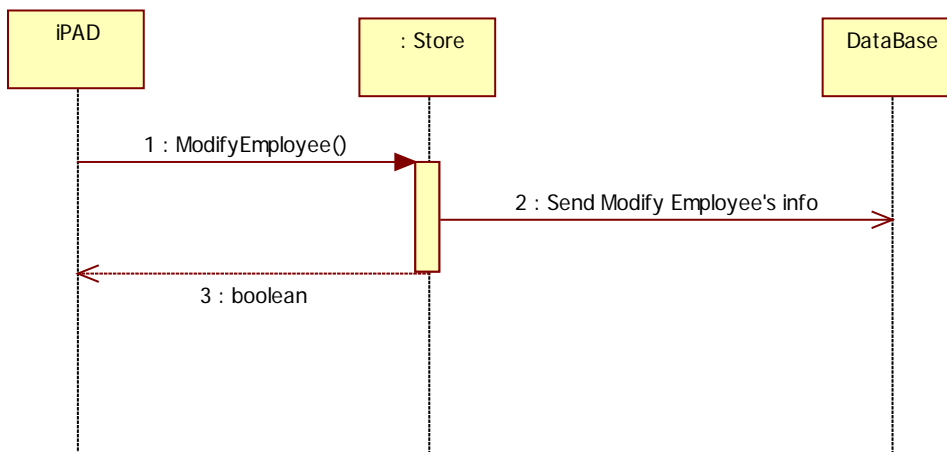 iPAD
: Store
DataBase
1 : ModifyEmployee()
2 : Send Modify Employee's info
3 : boolean